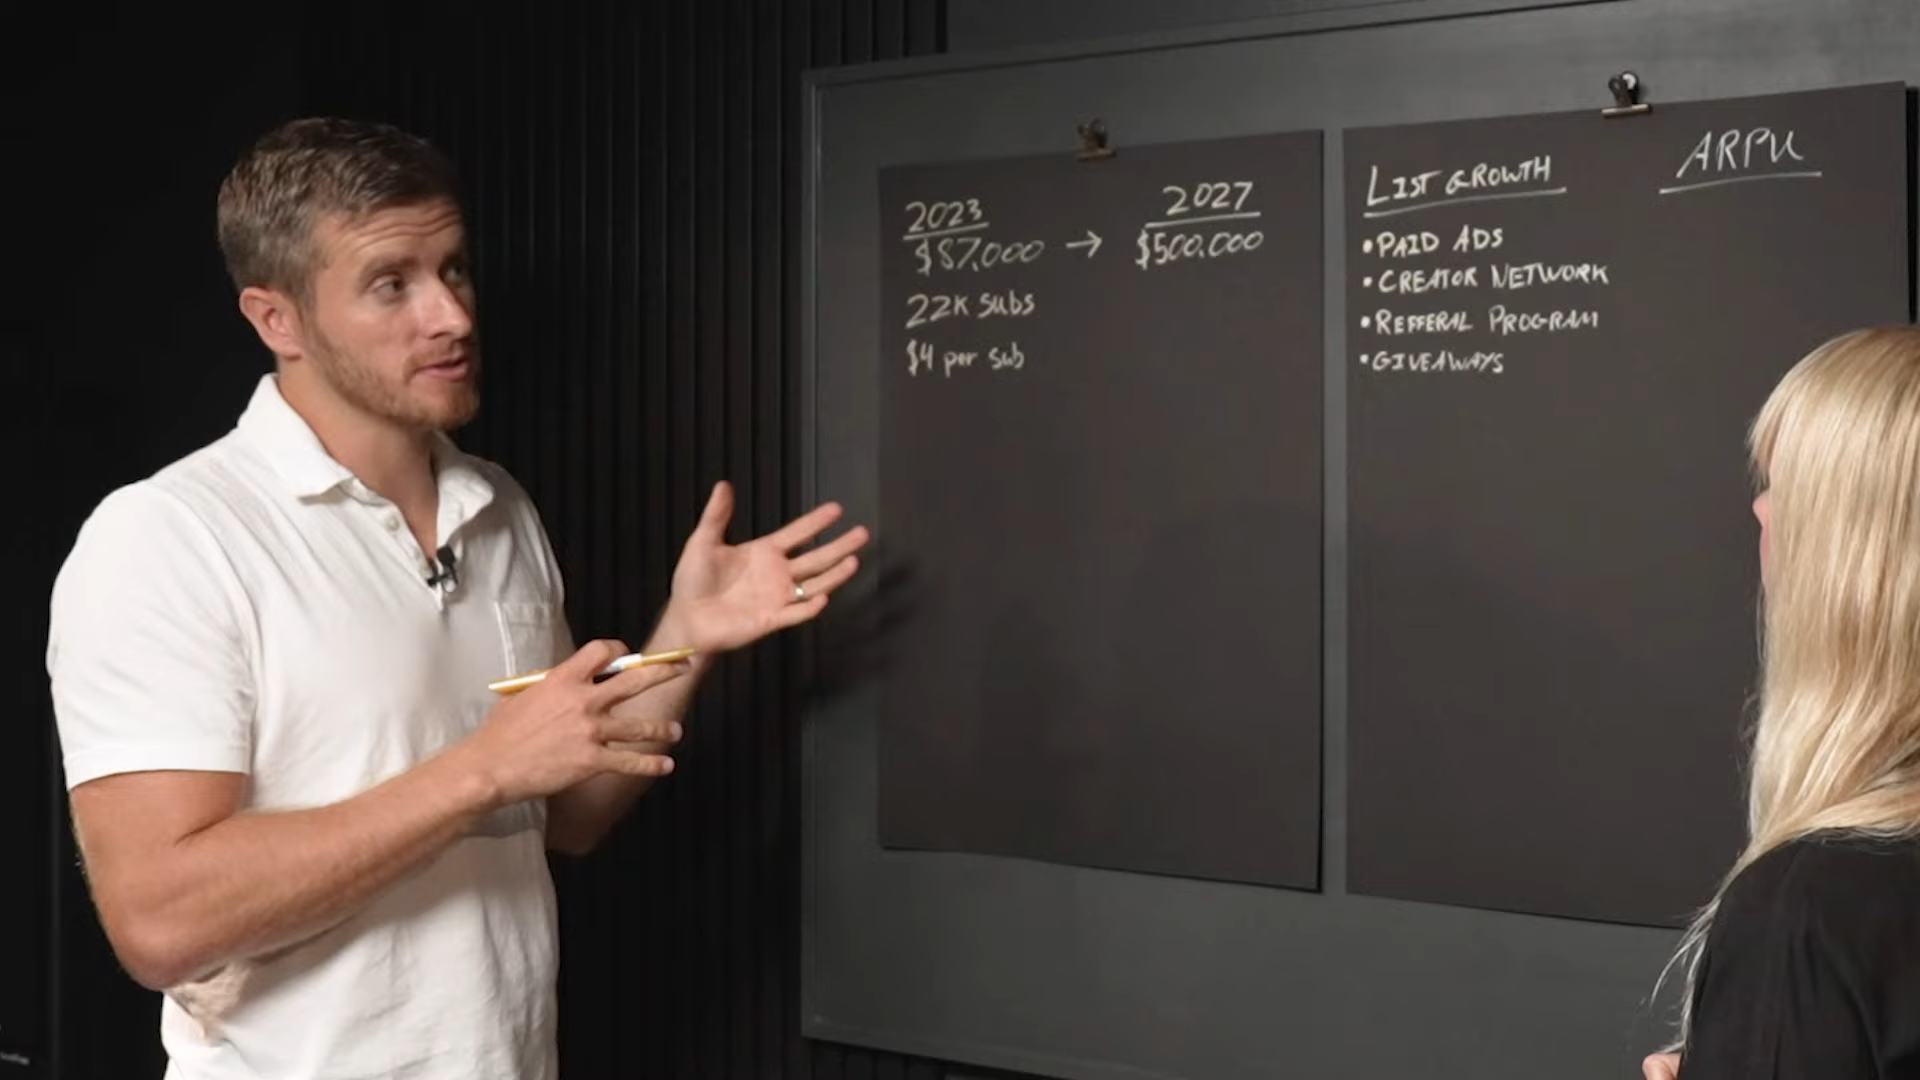 2023
$87,000 → $500,000
2027
22K subs
$4 per sub
LIST GROWTH
• PAID ADS
• CREATOR NETWORK
• REFFERAL PROGRAM
• GIVEAWAYS
ARPU